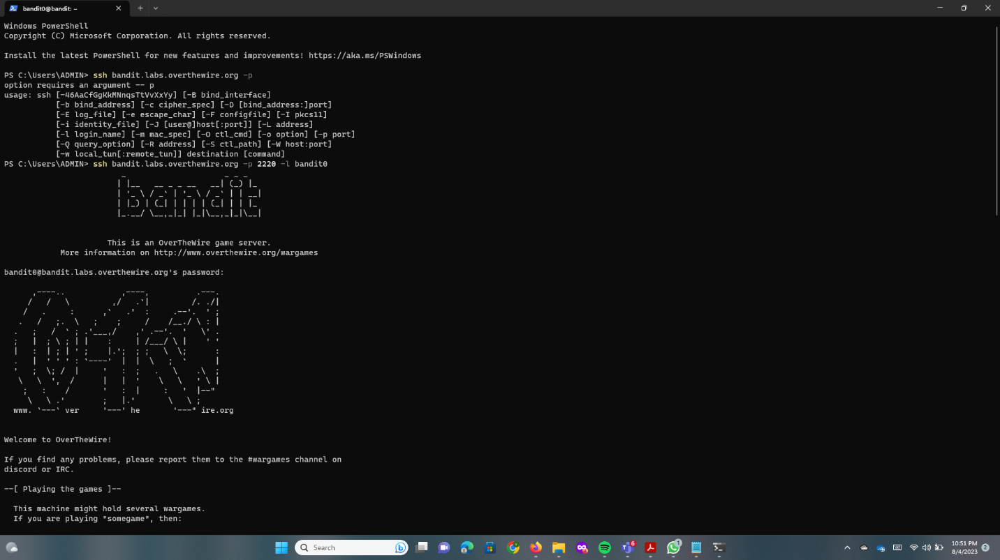 bandit0@bandit: ~
Windows PowerShell
Copyright (C) Microsoft Corporation. All rights reserved.
Install the latest PowerShell for new features and improvements! https://aka.ms/PSWindows
PS C:\Users\ADMIN> ssh bandit.labs.overthewire.org -p
option requires an argument -- p
usage: ssh [-46AaCfGgKkMNnqsTtVvXxYy] [-B bind_interface]
           [-b bind_address] [-c cipher_spec] [-D [bind_address:]port]
           [-E log_file] [-e escape_char] [-F configfile] [-I pkcs11]
           [-i identity_file] [-J [user@]host[:port]] [-L address]
           [-l login_name] [-m mac_spec] [-O ctl_cmd] [-o option] [-p port]
           [-Q query_option] [-R address] [-S ctl_path] [-W host:port]
           [-w local_tun[:remote_tun]] destination [command]
PS C:\Users\ADMIN> ssh bandit.labs.overthewire.org -p 2220 -l bandit0
bandit
This is an OverTheWire game server.
More information on http://www.overthewire.org/wargames
bandit0@bandit.labs.overthewire.org's password:
www. `---` ver     '---' he       '---" ire.org
Welcome to OverTheWire!
If you find any problems, please report them to the #wargames channel on
discord or IRC.
--[ Playing the games ]--
This machine might hold several wargames.
If you are playing "somegame", then:
Search
6
1
10:51 PM
8/4/2023
2